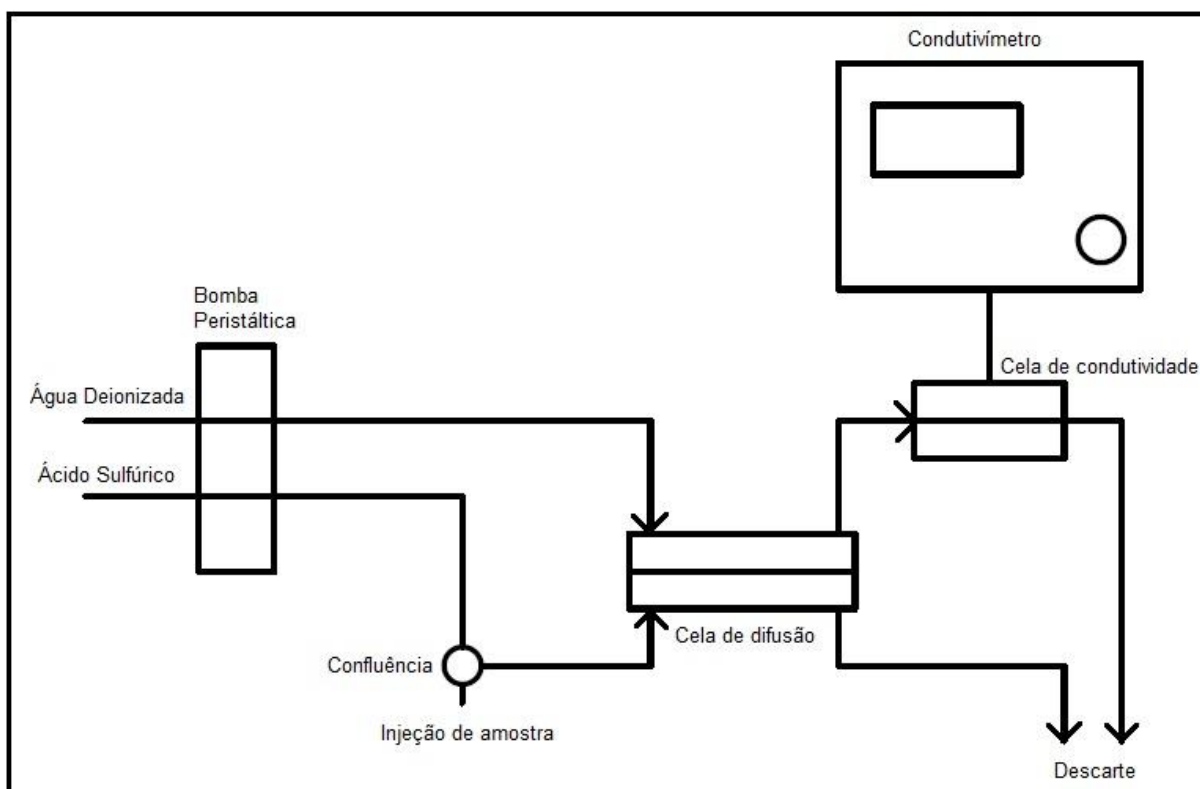 Condutivímetro
Bomba
Peristáltica
Cela de condutividade
Água Deionizada
Ácido Sulfúrico
Cela de difusão
Confluência
Injeção de amostra
Descarte